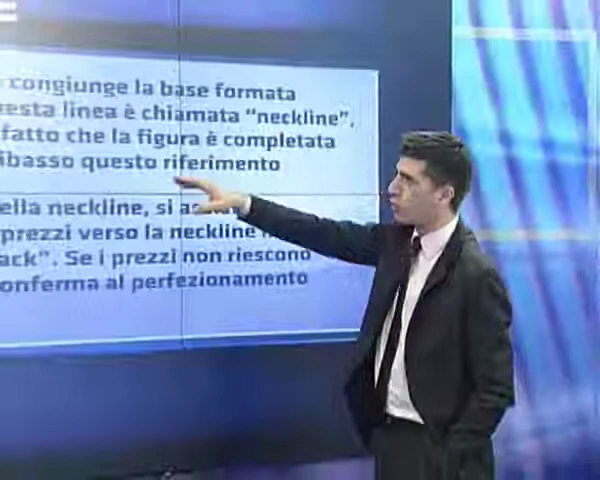 congiunge la base formata
esta linea è chiamata "neckline".
fatto che la figura è completata
ibasso questo riferimento
ella neckline, si
prezzi verso la neckline
ack". Se i prezzi non riescono
onferma al perfezionamento